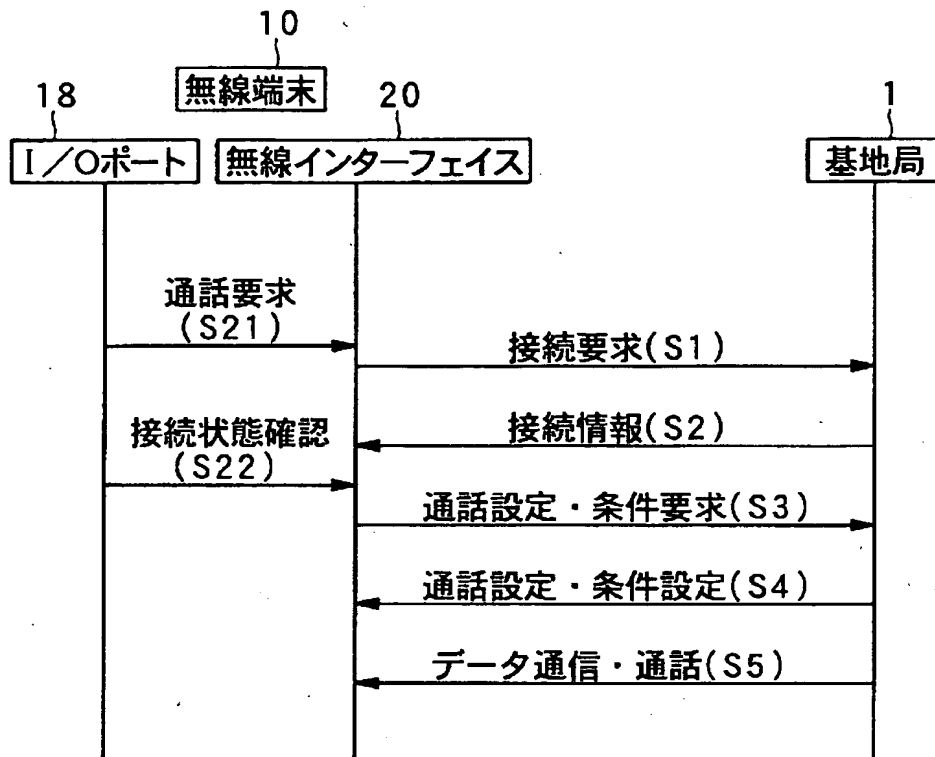 10
無線端末
18
20
1
I/Oポート
無線インターフェイス
基地局
通話要求
(S21)
接続要求(S1)
接続状態確認
(S22)
接続情報(S2)
通話設定・条件要求(S3)
通話設定・条件設定(S4)
データ通信・通話(S5)